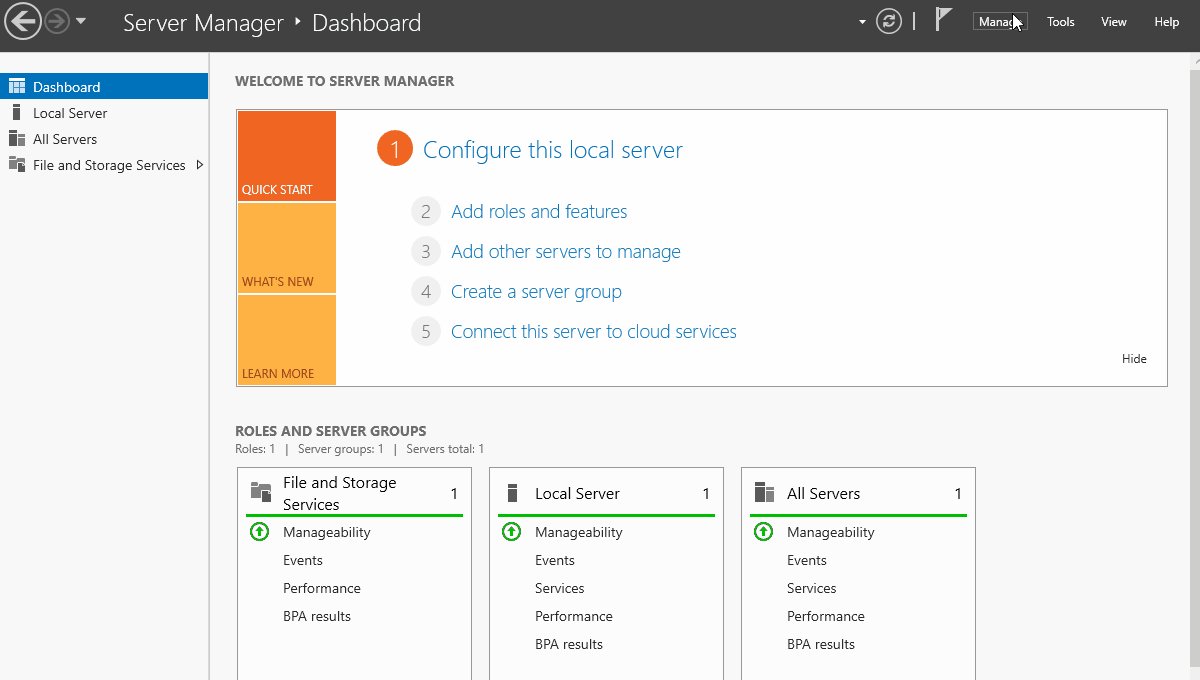 Server Manager ‣ Dashboard
Manage Tools View Help
Dashboard
Local Server
All Servers
File and Storage Services
WELCOME TO SERVER MANAGER
QUICK START
WHAT'S NEW
LEARN MORE
1 Configure this local server
2 Add roles and features
3 Add other servers to manage
4 Create a server group
5 Connect this server to cloud services
Hide
ROLES AND SERVER GROUPS
Roles: 1 | Server groups: 1 | Servers total: 1
File and Storage
Services 1
Manageability
Events
Performance
BPA results
Local Server 1
Manageability
Events
Services
Performance
BPA results
All Servers 1
Manageability
Events
Services
Performance
BPA results